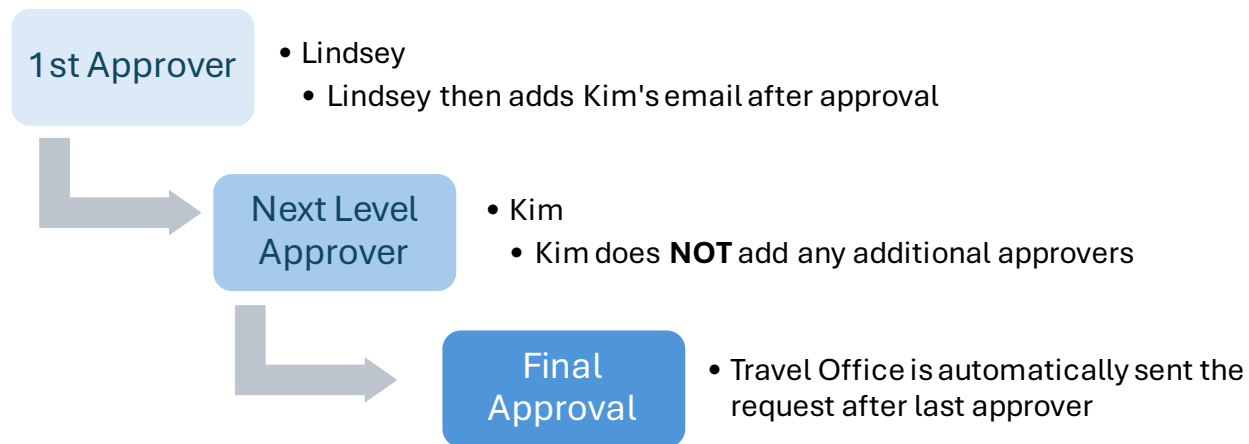 1st Approver
• Lindsey
• Lindsey then adds Kim's email after approval
Next Level
Approver
• Kim
• Kim does NOT add any additional approvers
Final
Approval
• Travel Office is automatically sent the
request after last approver